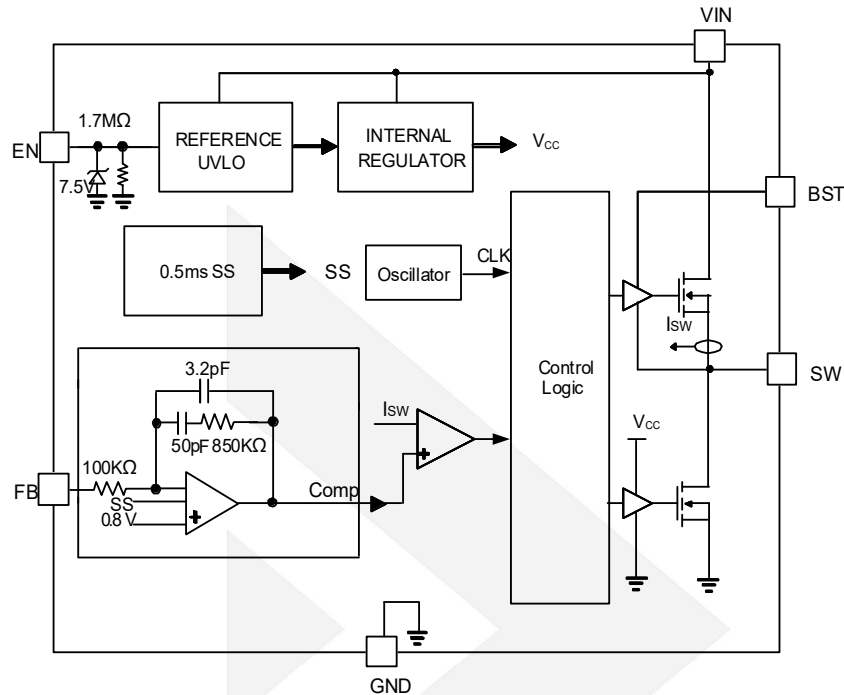 VIN
1.7MΩ
EN
REFERENCE
UVLO
INTERNAL
REGULATOR
VCC
7.5V
BST
0.5ms SS
SS
Oscillator
CLK
ISW
3.2pF
Control
Logic
SW
50pF 850KΩ
ISW
VCC
100KΩ
FB
SS
0.8 V
Comp
GND